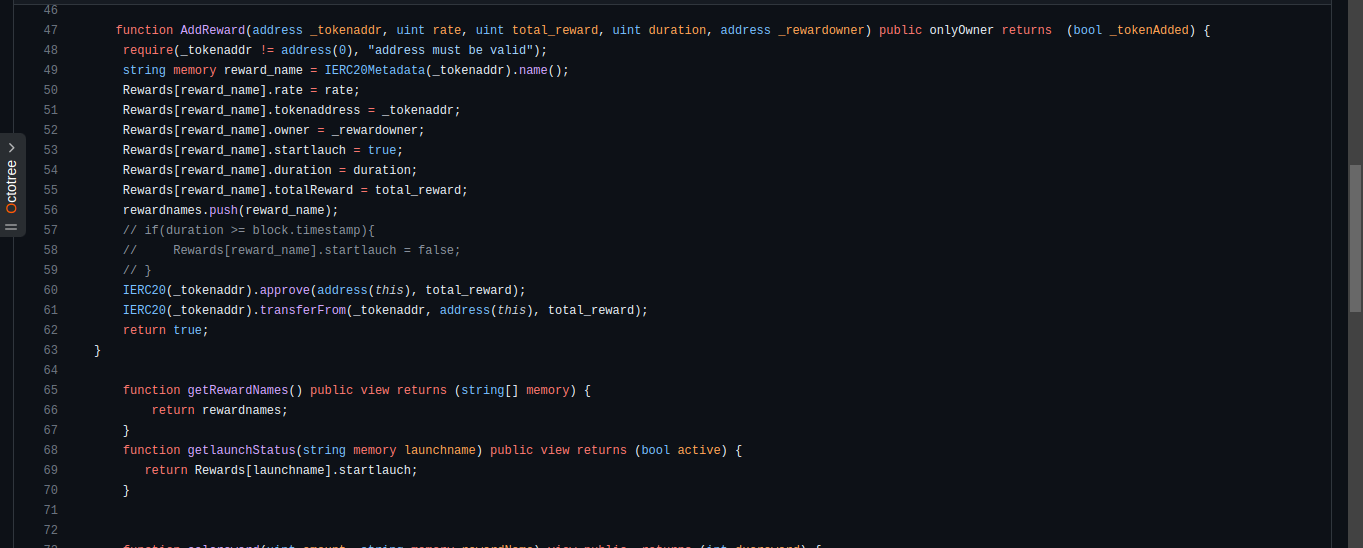 46
47 function AddReward(address _tokenaddr, uint rate, uint total_reward, uint duration, address _rewardowner) public onlyOwner returns  (bool _tokenAdded) {
48 require(_tokenaddr != address(0), "address must be valid");
49 string memory reward_name = IERC20Metadata(_tokenaddr).name();
50 Rewards[reward_name].rate = rate;
51 Rewards[reward_name].tokenaddress = _tokenaddr;
52 Rewards[reward_name].owner = _rewardowner;
53 Rewards[reward_name].startlauch = true;
54 Rewards[reward_name].duration = duration;
55 Rewards[reward_name].totalReward = total_reward;
56 rewardnames.push(reward_name);
57 // if(duration >= block.timestamp){
58 //     Rewards[reward_name].startlauch = false;
59 // }
60 IERC20(_tokenaddr).approve(address(this), total_reward);
61 IERC20(_tokenaddr).transferFrom(_tokenaddr, address(this), total_reward);
62 return true;
63 }
64
65 function getRewardNames() public view returns (string[] memory) {
66 return rewardnames;
67 }
68 function getlaunchStatus(string memory launchname) public view returns (bool active) {
69 return Rewards[launchname].startlauch;
70 }
71
72
Octotree